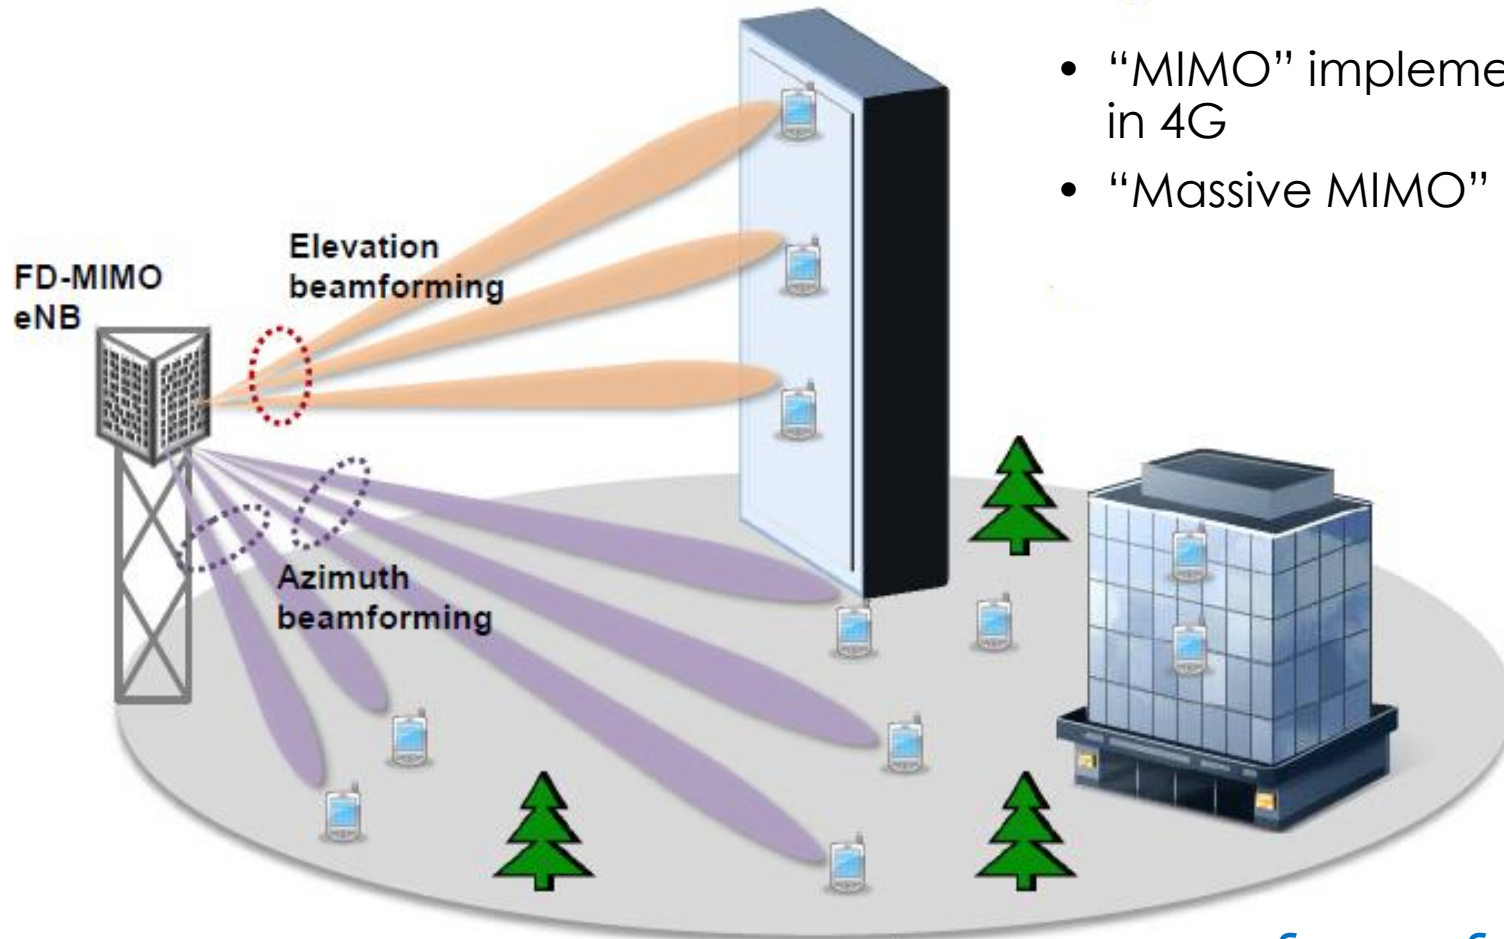 • “MIMO” impleme
in 4G
• “Massive MIMO”
Elevation
beamforming
FD-MIMO
eNB
Azimuth
beamforming